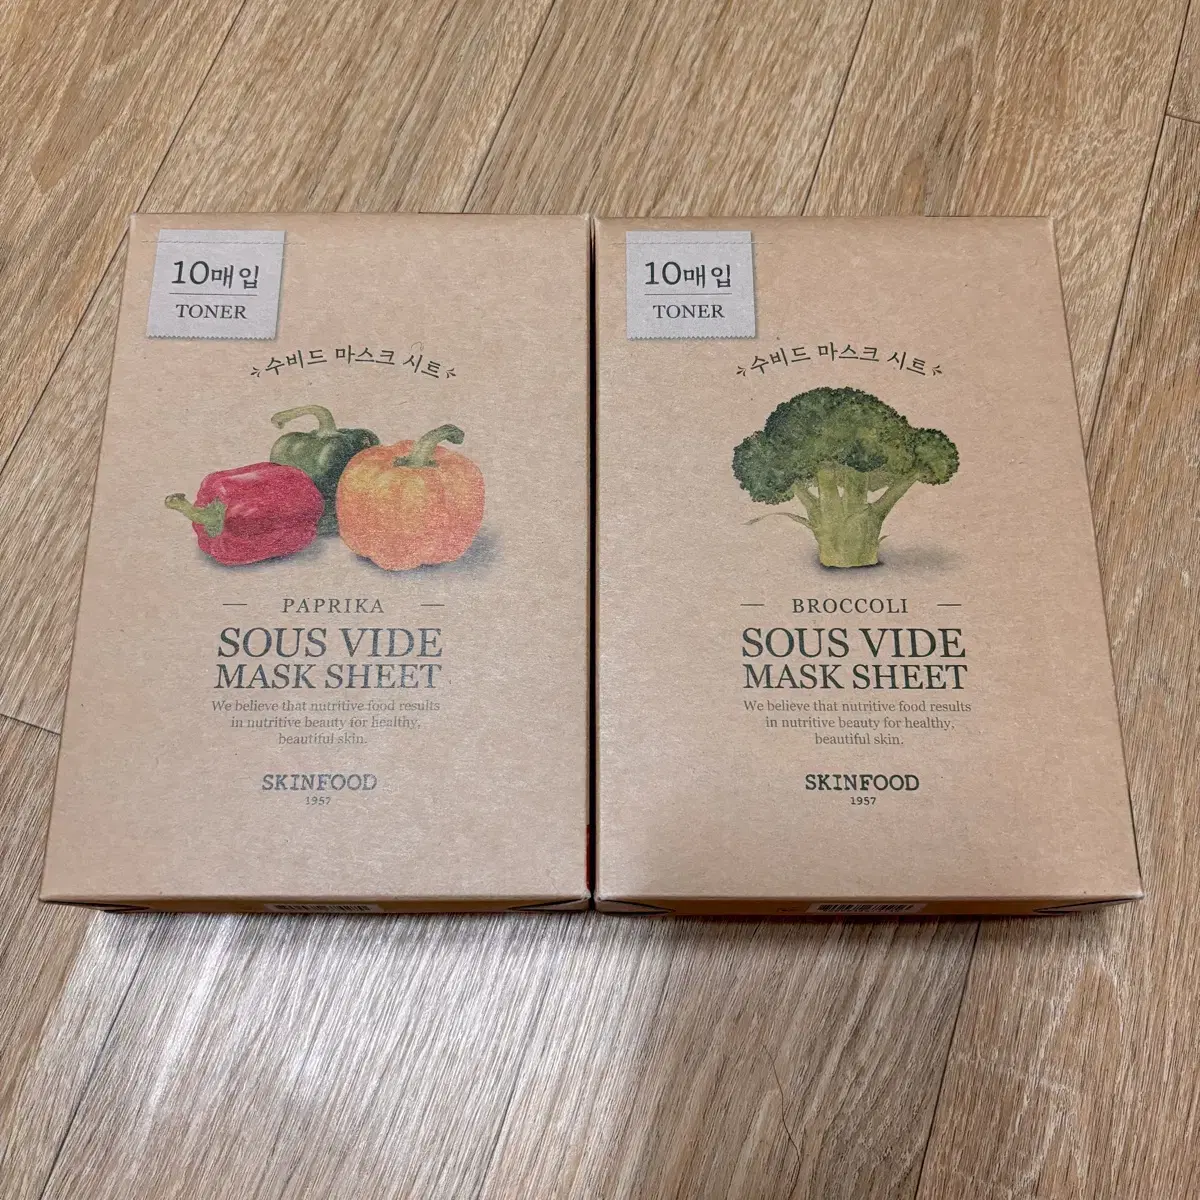 10매입
TONER
수비드 마스크 시트
PAPRIKA
SOUS VIDE
MASK SHEET
We believe that nutritive food results
in nutritive beauty for healthy,
beautiful skin.
SKINFOOD
1957
10매입
TONER
수비드 마스크 시트
BROCCOLI
SOUS VIDE
MASK SHEET
We believe that nutritive food results
in nutritive beauty for healthy,
beautiful skin.
SKINFOOD
1957